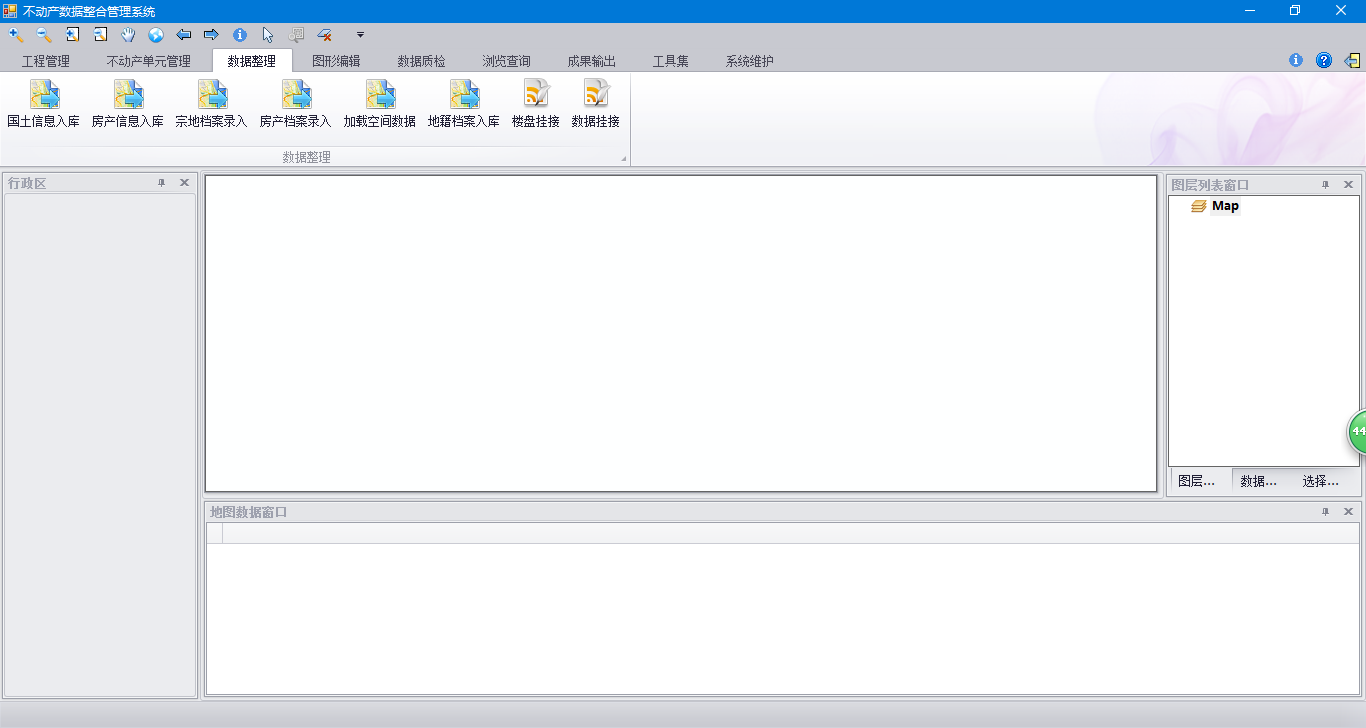 不动产数据整合管理系统
工程管理 不动产单元管理 数据整理 图形编辑 数据质检 浏览查询 成果输出 工具集 系统维护
国土信息入库 房产信息入库 宗地档案录入 房产档案录入 加载空间数据 地籍档案入库 楼盘挂接 数据挂接
数据整理
行政区
图层列表窗口
Map
44
图层... 数据... 选择...
地图数据窗口